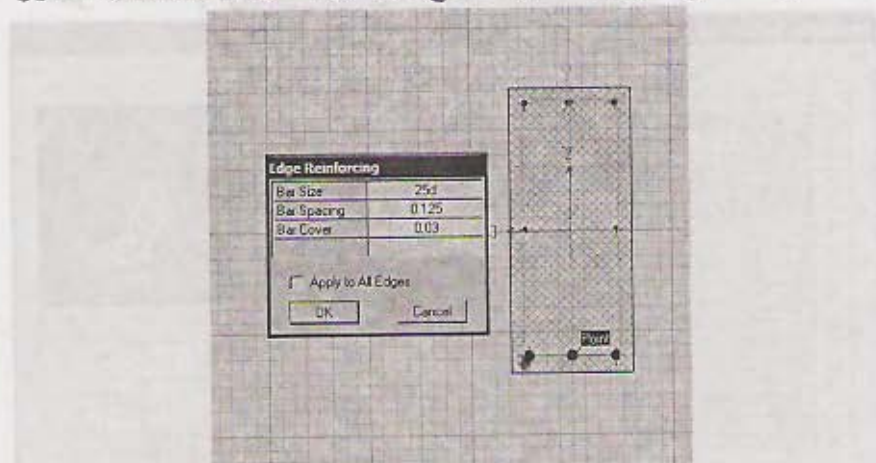 Edge Reinforcing
Bar Size 25d
Bar Spacing 0.125
Bar Cover 0.03
Apply to All Edges
OK Cancel
3
Point